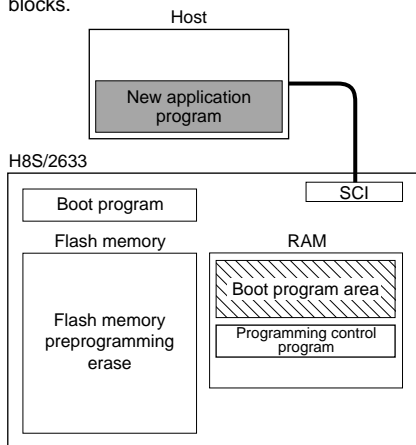 blocks.
Host
New application
program
H8S/2633
SCI
Boot program
Flash memory
RAM
Boot program area
Flash memory
preprogramming
erase
Programming control
program